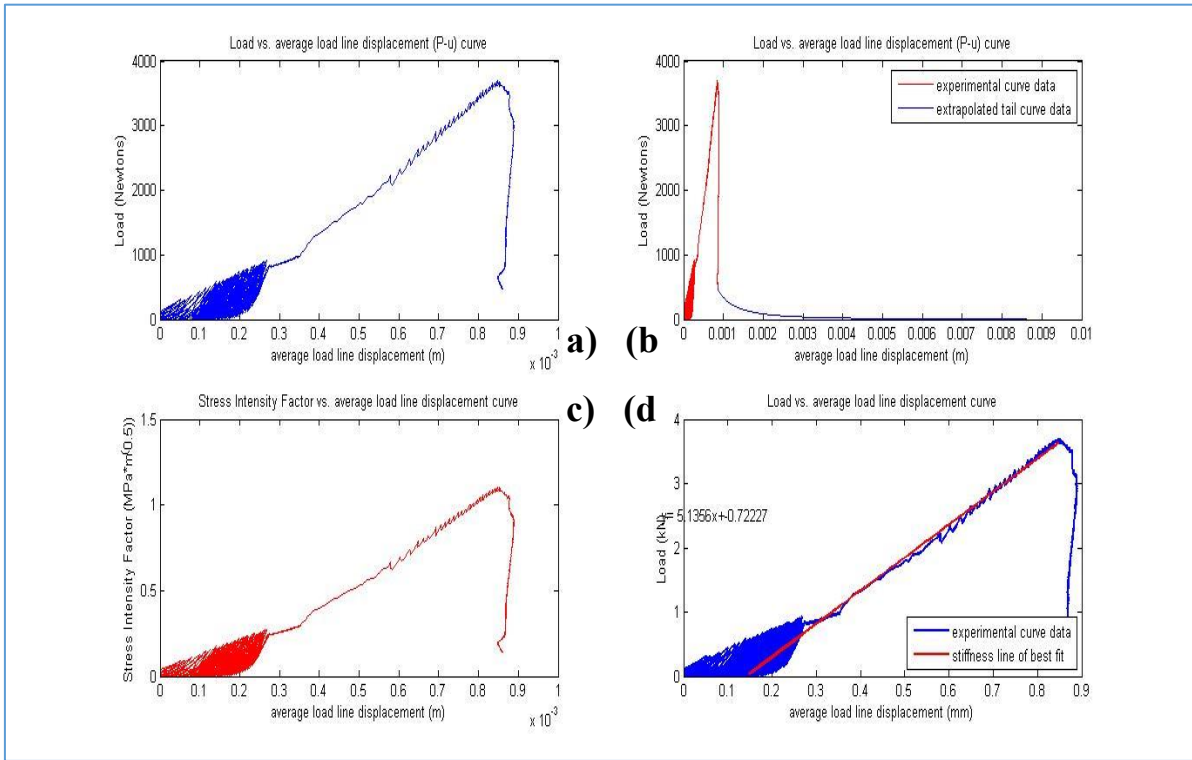 Load vs. average load line displacement (P-u) curve
4000
3000
2000
1000
0
Load (Newtons)
0 0.1 0.2 0.3 0.4 0.5 0.6 0.7 0.8 0.9 1
average load line displacement (m)
x 10⁻³
a)
Load vs. average load line displacement (P-u) curve
4000
3000
2000
1000
0
Load (Newtons)
experimental curve data
extrapolated tail curve data
0 0.001 0.002 0.003 0.004 0.005 0.006 0.007 0.008 0.009 0.01
average load line displacement (m)
(b
Stress Intensity Factor vs. average load line displacement curve
1.5
1
0.5
0
Stress Intensity Factor (MPa*m^(0.5))
0 0.1 0.2 0.3 0.4 0.5 0.6 0.7 0.8 0.9 1
average load line displacement (m)
x 10⁻³
c)
(d
Load vs. average load line displacement curve
4
3
2
1
0
Load (kN)
= 5.1356x+-0.72227
experimental curve data
stiffness line of best fit
0 0.1 0.2 0.3 0.4 0.5 0.6 0.7 0.8 0.9
average load line displacement (mm)